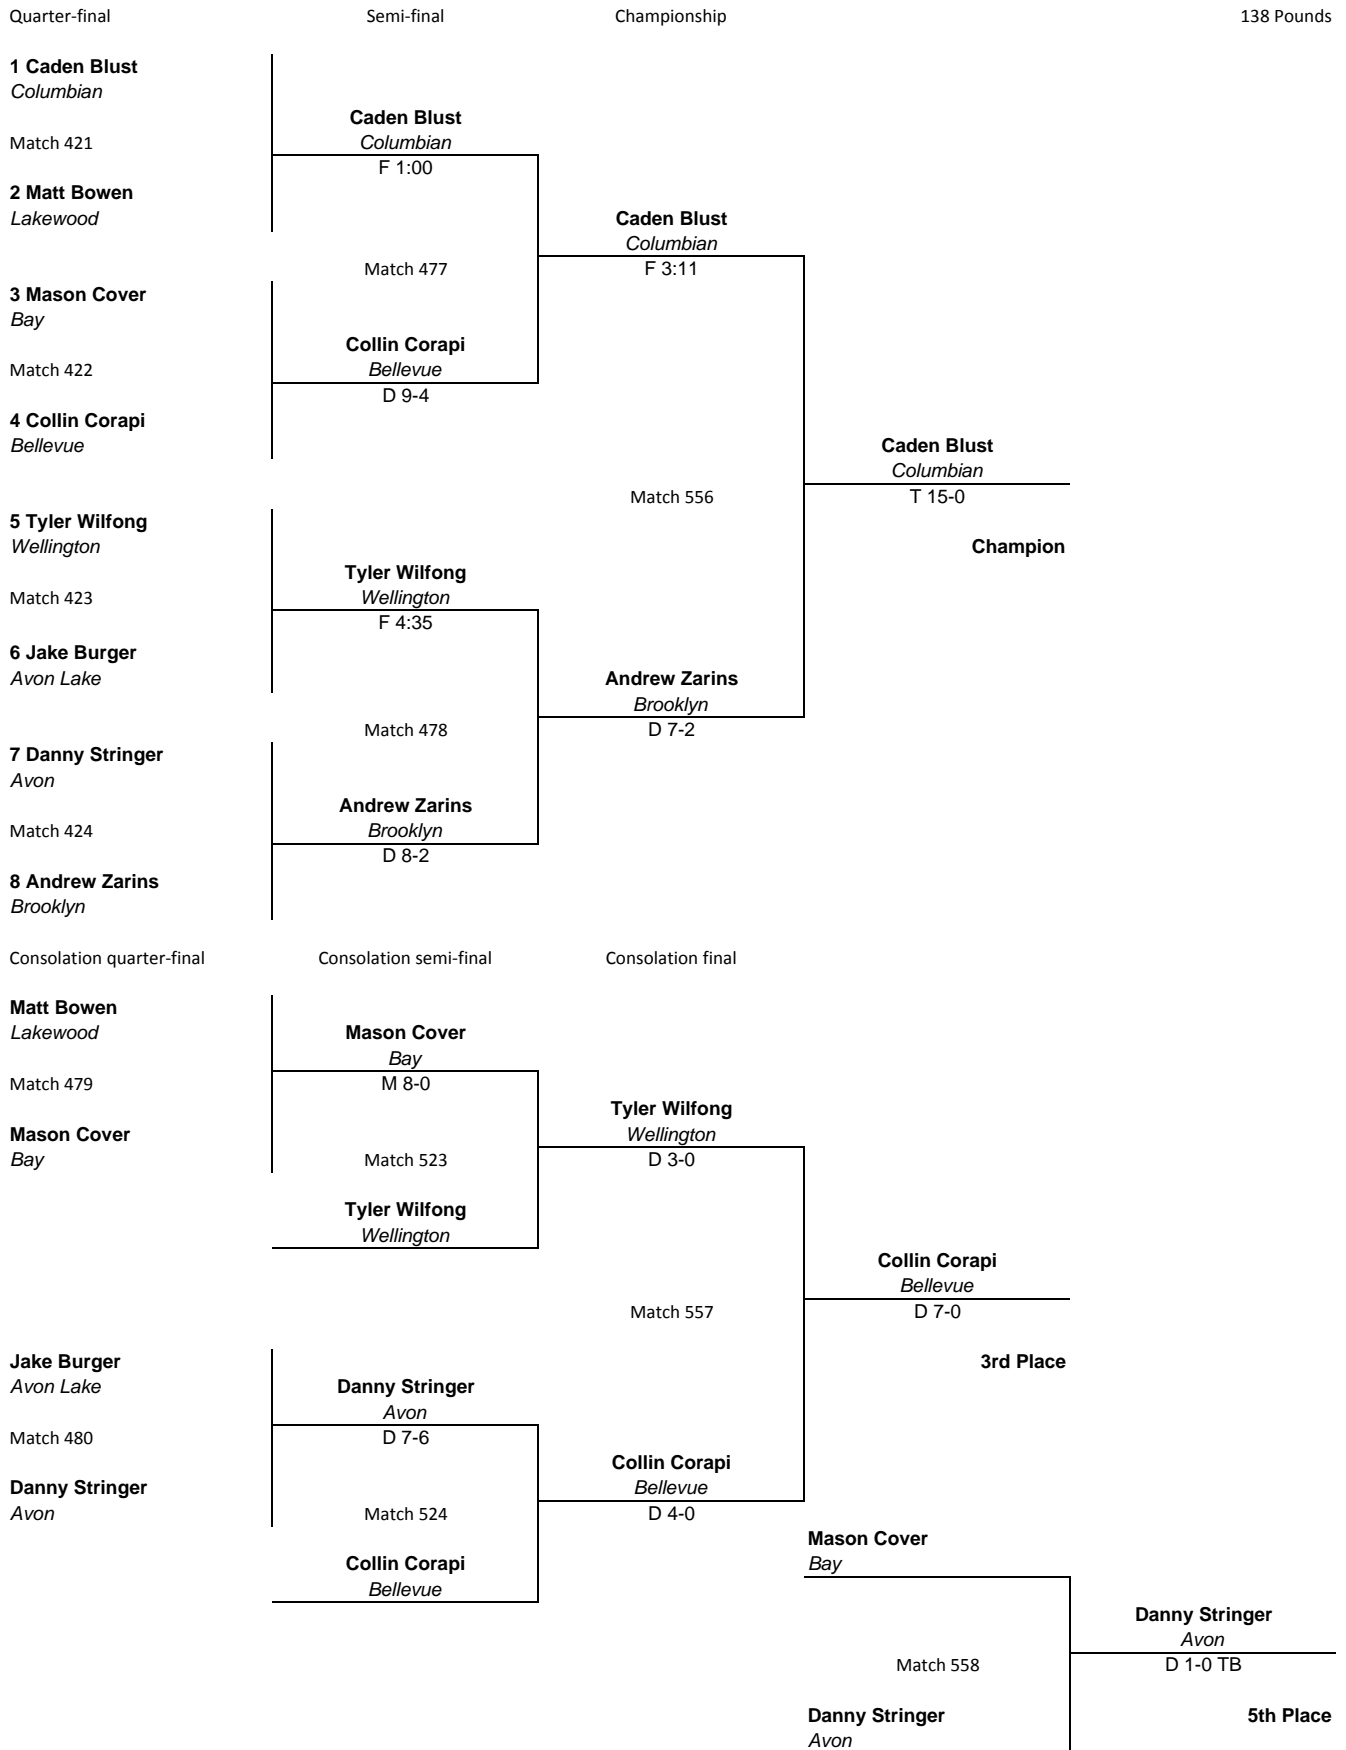 Quarter-final Semi-final Championship 138 Pounds
1 Caden Blust
Columbian
Caden Blust
Match 421 Columbian
F 1:00
2 Matt Bowen
Lakewood Caden Blust
Columbian
Match 477 F 3:11
3 Mason Cover
Bay
Collin Corapi
Match 422 Bellevue
D 9-4
4 Collin Corapi
Bellevue Caden Blust
Columbian
Match 556 T 15-0
5 Tyler Wilfong
Wellington Champion
Tyler Wilfong
Match 423 Wellington
F 4:35
6 Jake Burger
Avon Lake Andrew Zarins
Brooklyn
Match 478 D 7-2
7 Danny Stringer
Avon
Andrew Zarins
Match 424 Brooklyn
D 8-2
8 Andrew Zarins
Brooklyn
Consolation quarter-final Consolation semi-final Consolation final
Matt Bowen
Lakewood Mason Cover
Bay
Match 479 M 8-0
Tyler Wilfong
Mason Cover Wellington
Bay Match 523 D 3-0
Tyler Wilfong
Wellington
Collin Corapi
Bellevue
Match 557 D 7-0
Jake Burger 3rd Place
Avon Lake Danny Stringer
Avon
Match 480 D 7-6
Collin Corapi
Danny Stringer Bellevue
Avon Match 524 D 4-0
Mason Cover
Collin Corapi Bay
Bellevue
Danny Stringer
Avon
Match 558 D 1-0 TB
Danny Stringer 5th Place
Avon